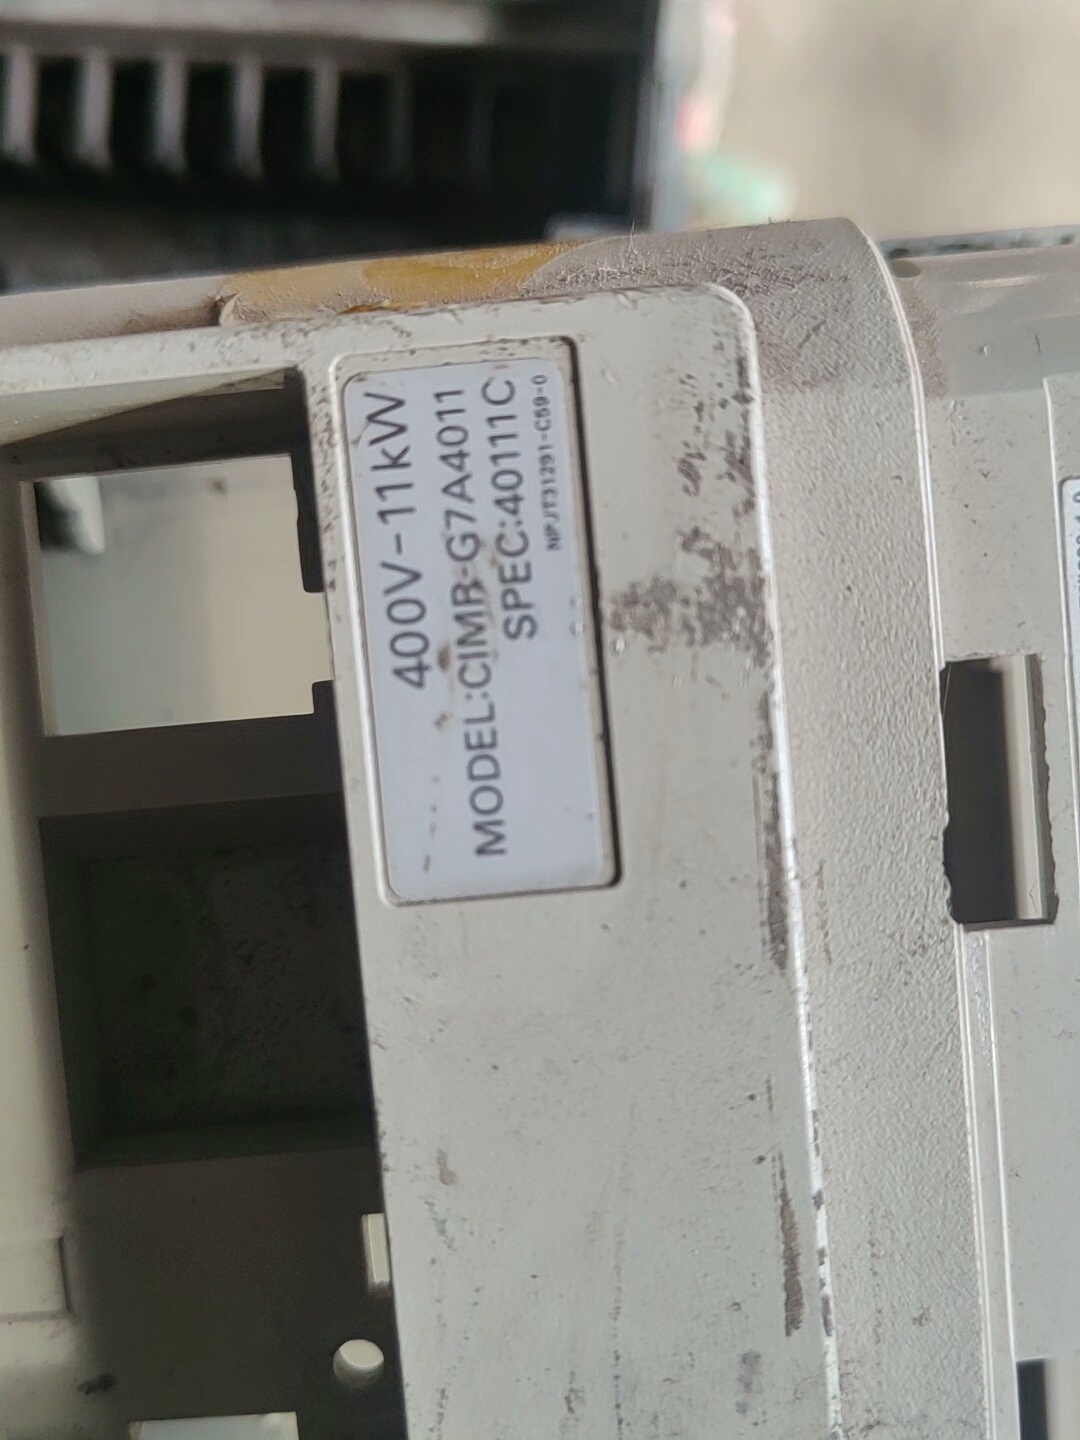 400V-11kW
MODEL:CIMR-G7A4011
SPEC:40111C
NPJT31291-C59-0